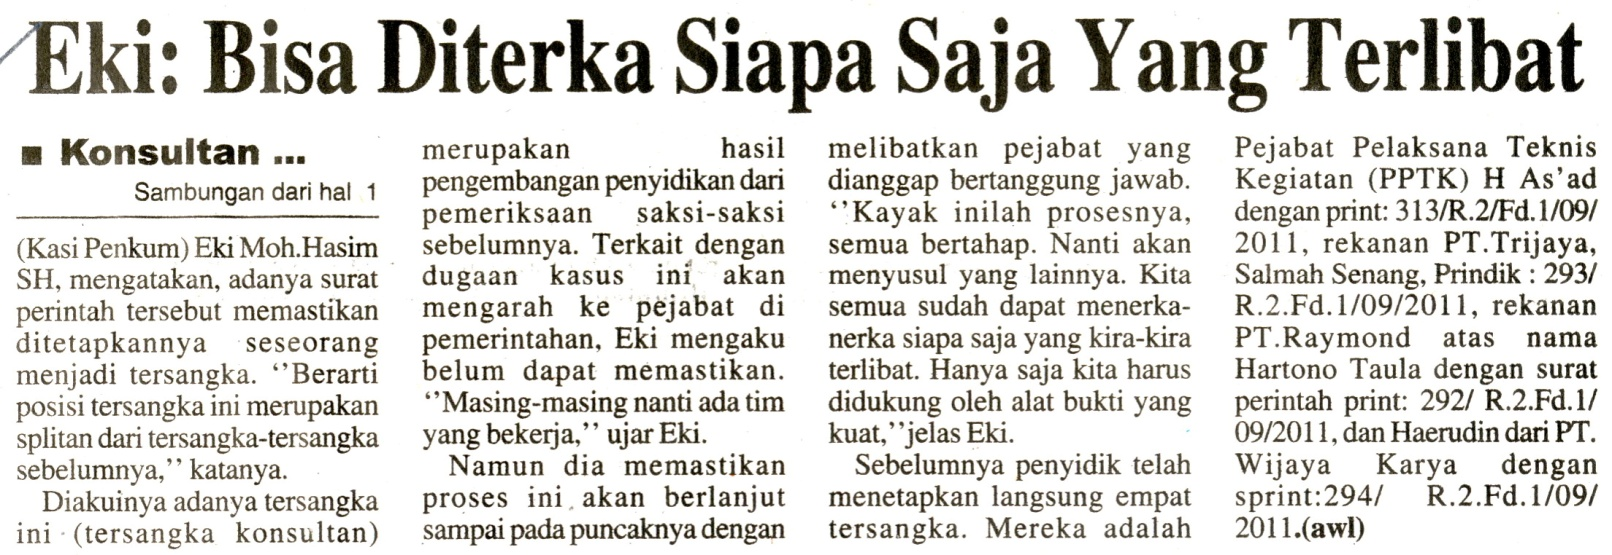 Eki: Bisa Diterka Siapa Saja Yang Terlibat
■ Konsultan ...
Sambungan dari hal 1
(Kasi Penkum) Eki Moh.Hasim
SH, mengatakan, adanya surat
perintah tersebut memastikan
ditetapkannya seseorang
menjadi tersangka. ‘’Berarti
posisi tersangka ini merupakan
splitan dari tersangka-tersangka
sebelumnya,’’ katanya.
Diakuinya adanya tersangka
ini (tersangka konsultan)
merupakan hasil
pengembangan penyidikan dari
pemeriksaan saksi-saksi
sebelumnya. Terkait dengan
dugaan kasus ini akan
mengarah ke pejabat di
pemerintahan, Eki mengaku
belum dapat memastikan.
‘’Masing-masing nanti ada tim
yang bekerja,’’ ujar Eki.
Namun dia memastikan
proses ini akan berlanjut
sampai pada puncaknya dengan
melibatkan pejabat yang
dianggap bertanggung jawab.
‘’Kayak inilah prosesnya,
semua bertahap. Nanti akan
menyusul yang lainnya. Kita
semua sudah dapat menerka-
nerka siapa saja yang kira-kira
terlibat. Hanya saja kita harus
didukung oleh alat bukti yang
kuat,’’jelas Eki.
Sebelumnya penyidik telah
menetapkan langsung empat
tersangka. Mereka adalah
Pejabat Pelaksana Teknis
Kegiatan (PPTK) H As’ad
dengan print: 313/R.2/Fd.1/09/
2011, rekanan PT.Trijaya,
Salmah Senang, Prindik : 293/
R.2.Fd.1/09/2011, rekanan
PT.Raymond atas nama
Hartono Taula dengan surat
perintah print: 292/ R.2.Fd.1/
09/2011, dan Haerudin dari PT.
Wijaya Karya dengan
sprint:294/ R.2.Fd.1/09/
2011.(awl)